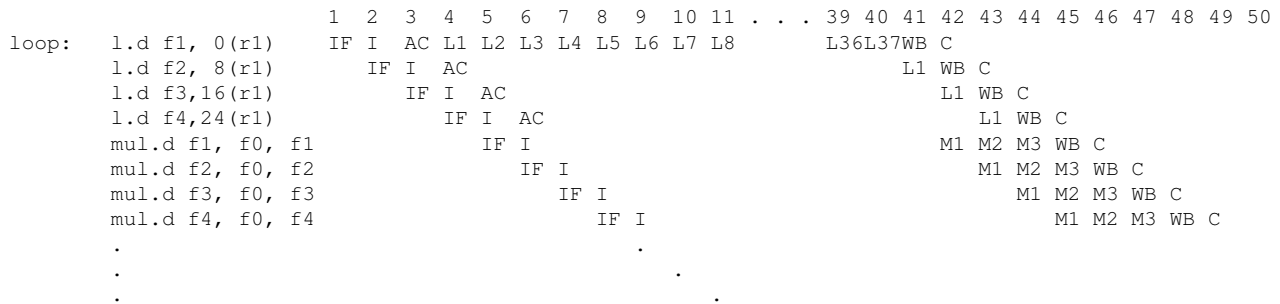 1 2 3 4 5 6 7 8 9 10 11 . . . 39 40 41 42 43 44 45 46 47 48 49 50
loop: l.d f1, 0(r1) IF I AC L1 L2 L3 L4 L5 L6 L7 L8 L36L37WB C
l.d f2, 8(r1) IF I AC L1 WB C
l.d f3,16(r1) IF I AC L1 WB C
l.d f4,24(r1) IF I AC L1 WB C
mul.d f1, f0, f1 IF I M1 M2 M3 WB C
mul.d f2, f0, f2 IF I M1 M2 M3 WB C
mul.d f3, f0, f3 IF I M1 M2 M3 WB C
mul.d f4, f0, f4 IF I M1 M2 M3 WB C
. .
. .
. .